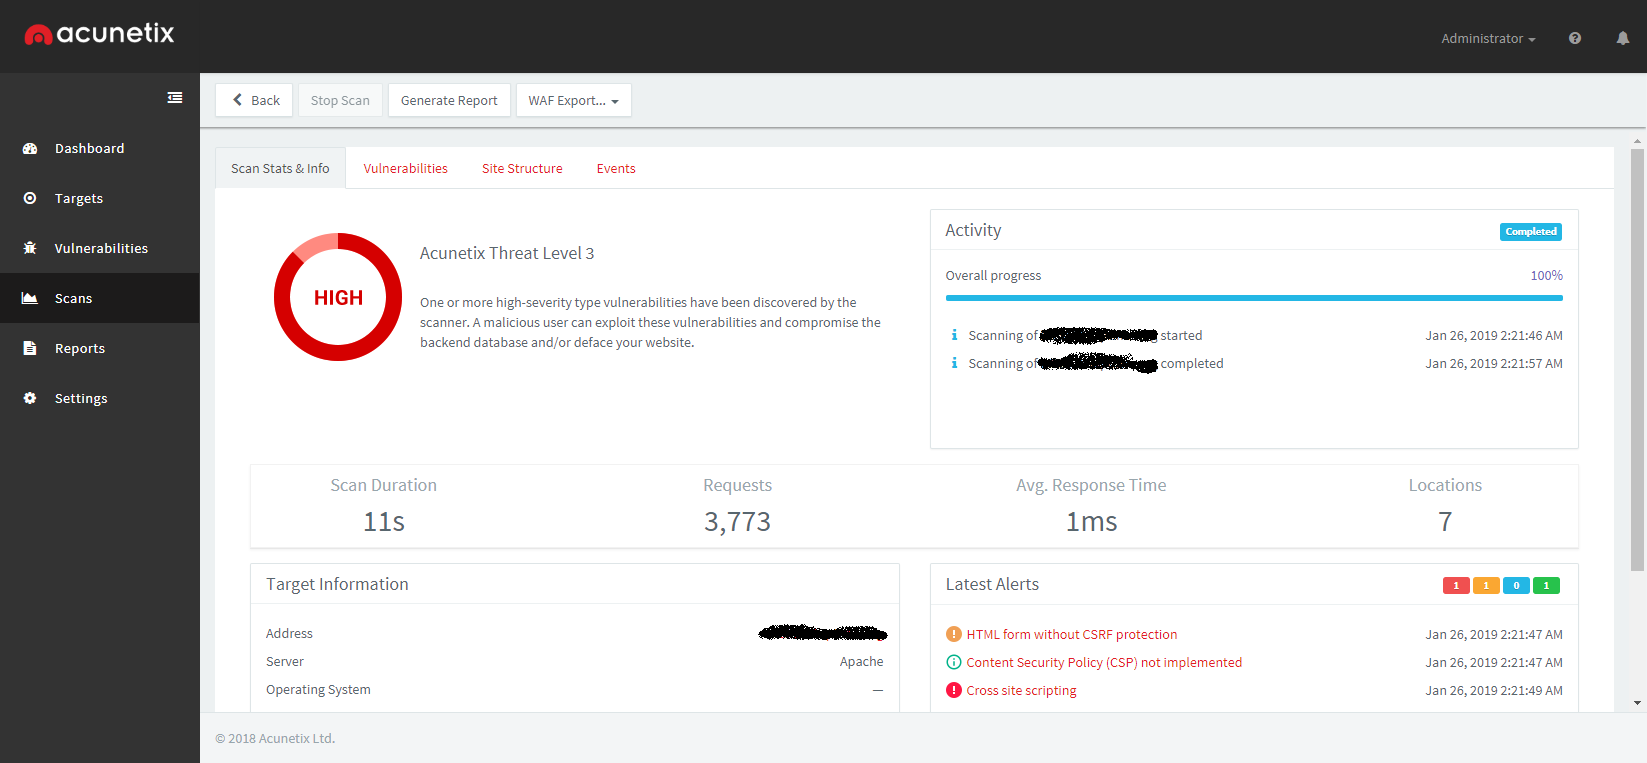 acunetix
Administrator
Back
Stop Scan
Generate Report
WAF Export...
Dashboard
Targets
Vulnerabilities
Scans
Reports
Settings
Scan Stats & Info
Vulnerabilities
Site Structure
Events
HIGH
Acunetix Threat Level 3
One or more high-severity type vulnerabilities have been discovered by the
scanner. A malicious user can exploit these vulnerabilities and compromise the
backend database and/or deface your website.
Activity
Completed
Overall progress
100%
Scanning of started
Jan 26, 2019 2:21:46 AM
Scanning of completed
Jan 26, 2019 2:21:57 AM
Scan Duration
11s
Requests
3,773
Avg. Response Time
1ms
Locations
7
Target Information
Address
Server
Apache
Operating System
—
Latest Alerts
1 1 0 1
HTML form without CSRF protection
Jan 26, 2019 2:21:47 AM
Content Security Policy (CSP) not implemented
Jan 26, 2019 2:21:47 AM
Cross site scripting
Jan 26, 2019 2:21:49 AM
© 2018 Acunetix Ltd.